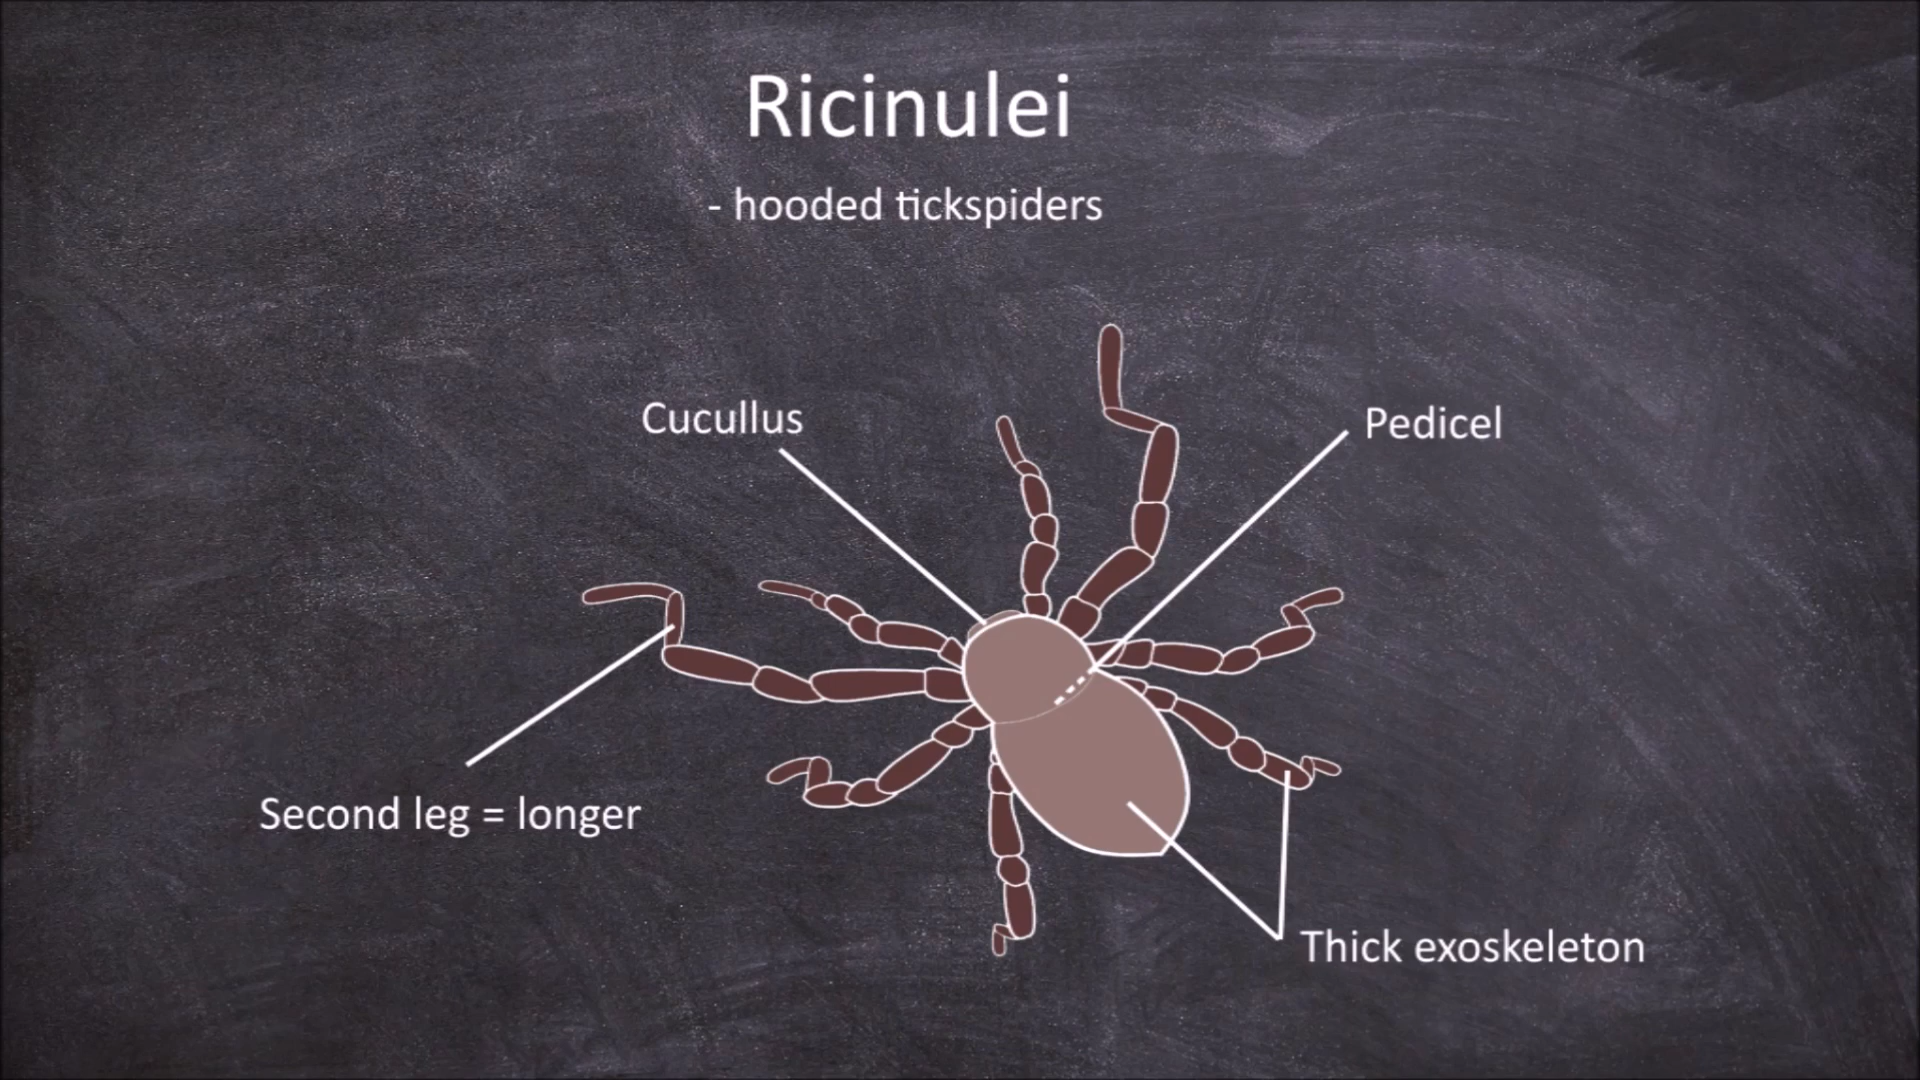 Ricinulei
- hooded tickspiders
Cucullus
Pedicel
Second leg = longer
Thick exoskeleton